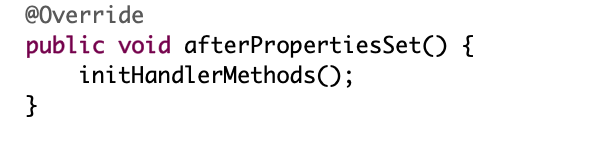 @Override
public void afterPropertiesSet() {
    initHandlerMethods();
}